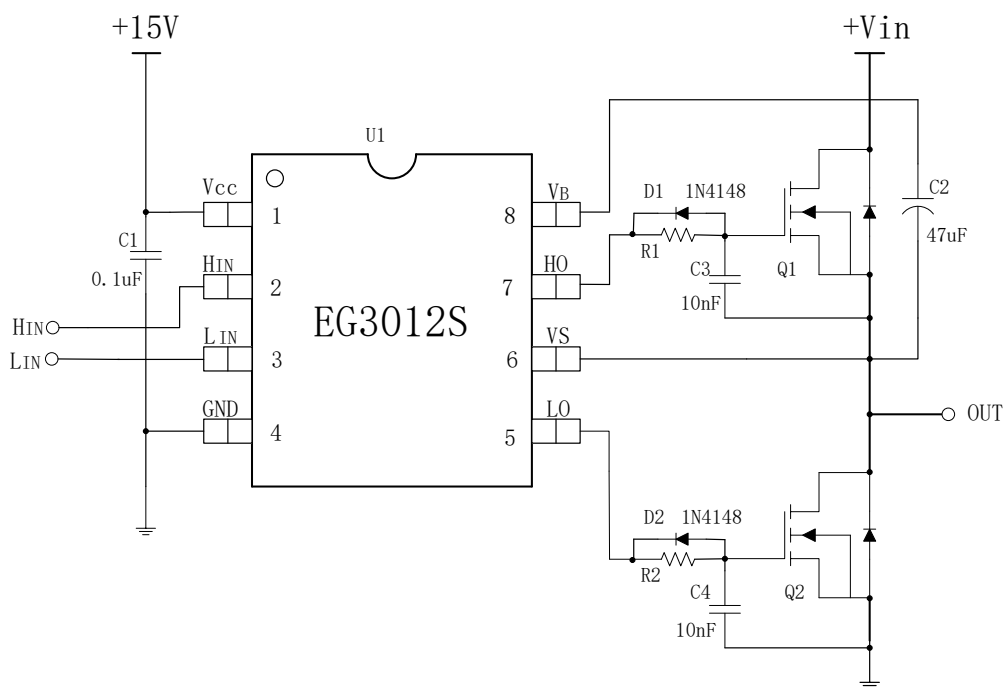 +15V
+Vin
U1
Vcc
1
VB
8
D1
1N4148
C2
47uF
C1
0.1uF
HIN
2
HO
7
R1
C3
10nF
Q1
EG3012S
HIN
LIN
LIN
3
VS
6
GND
4
LO
5
OUT
D2
1N4148
R2
C4
10nF
Q2